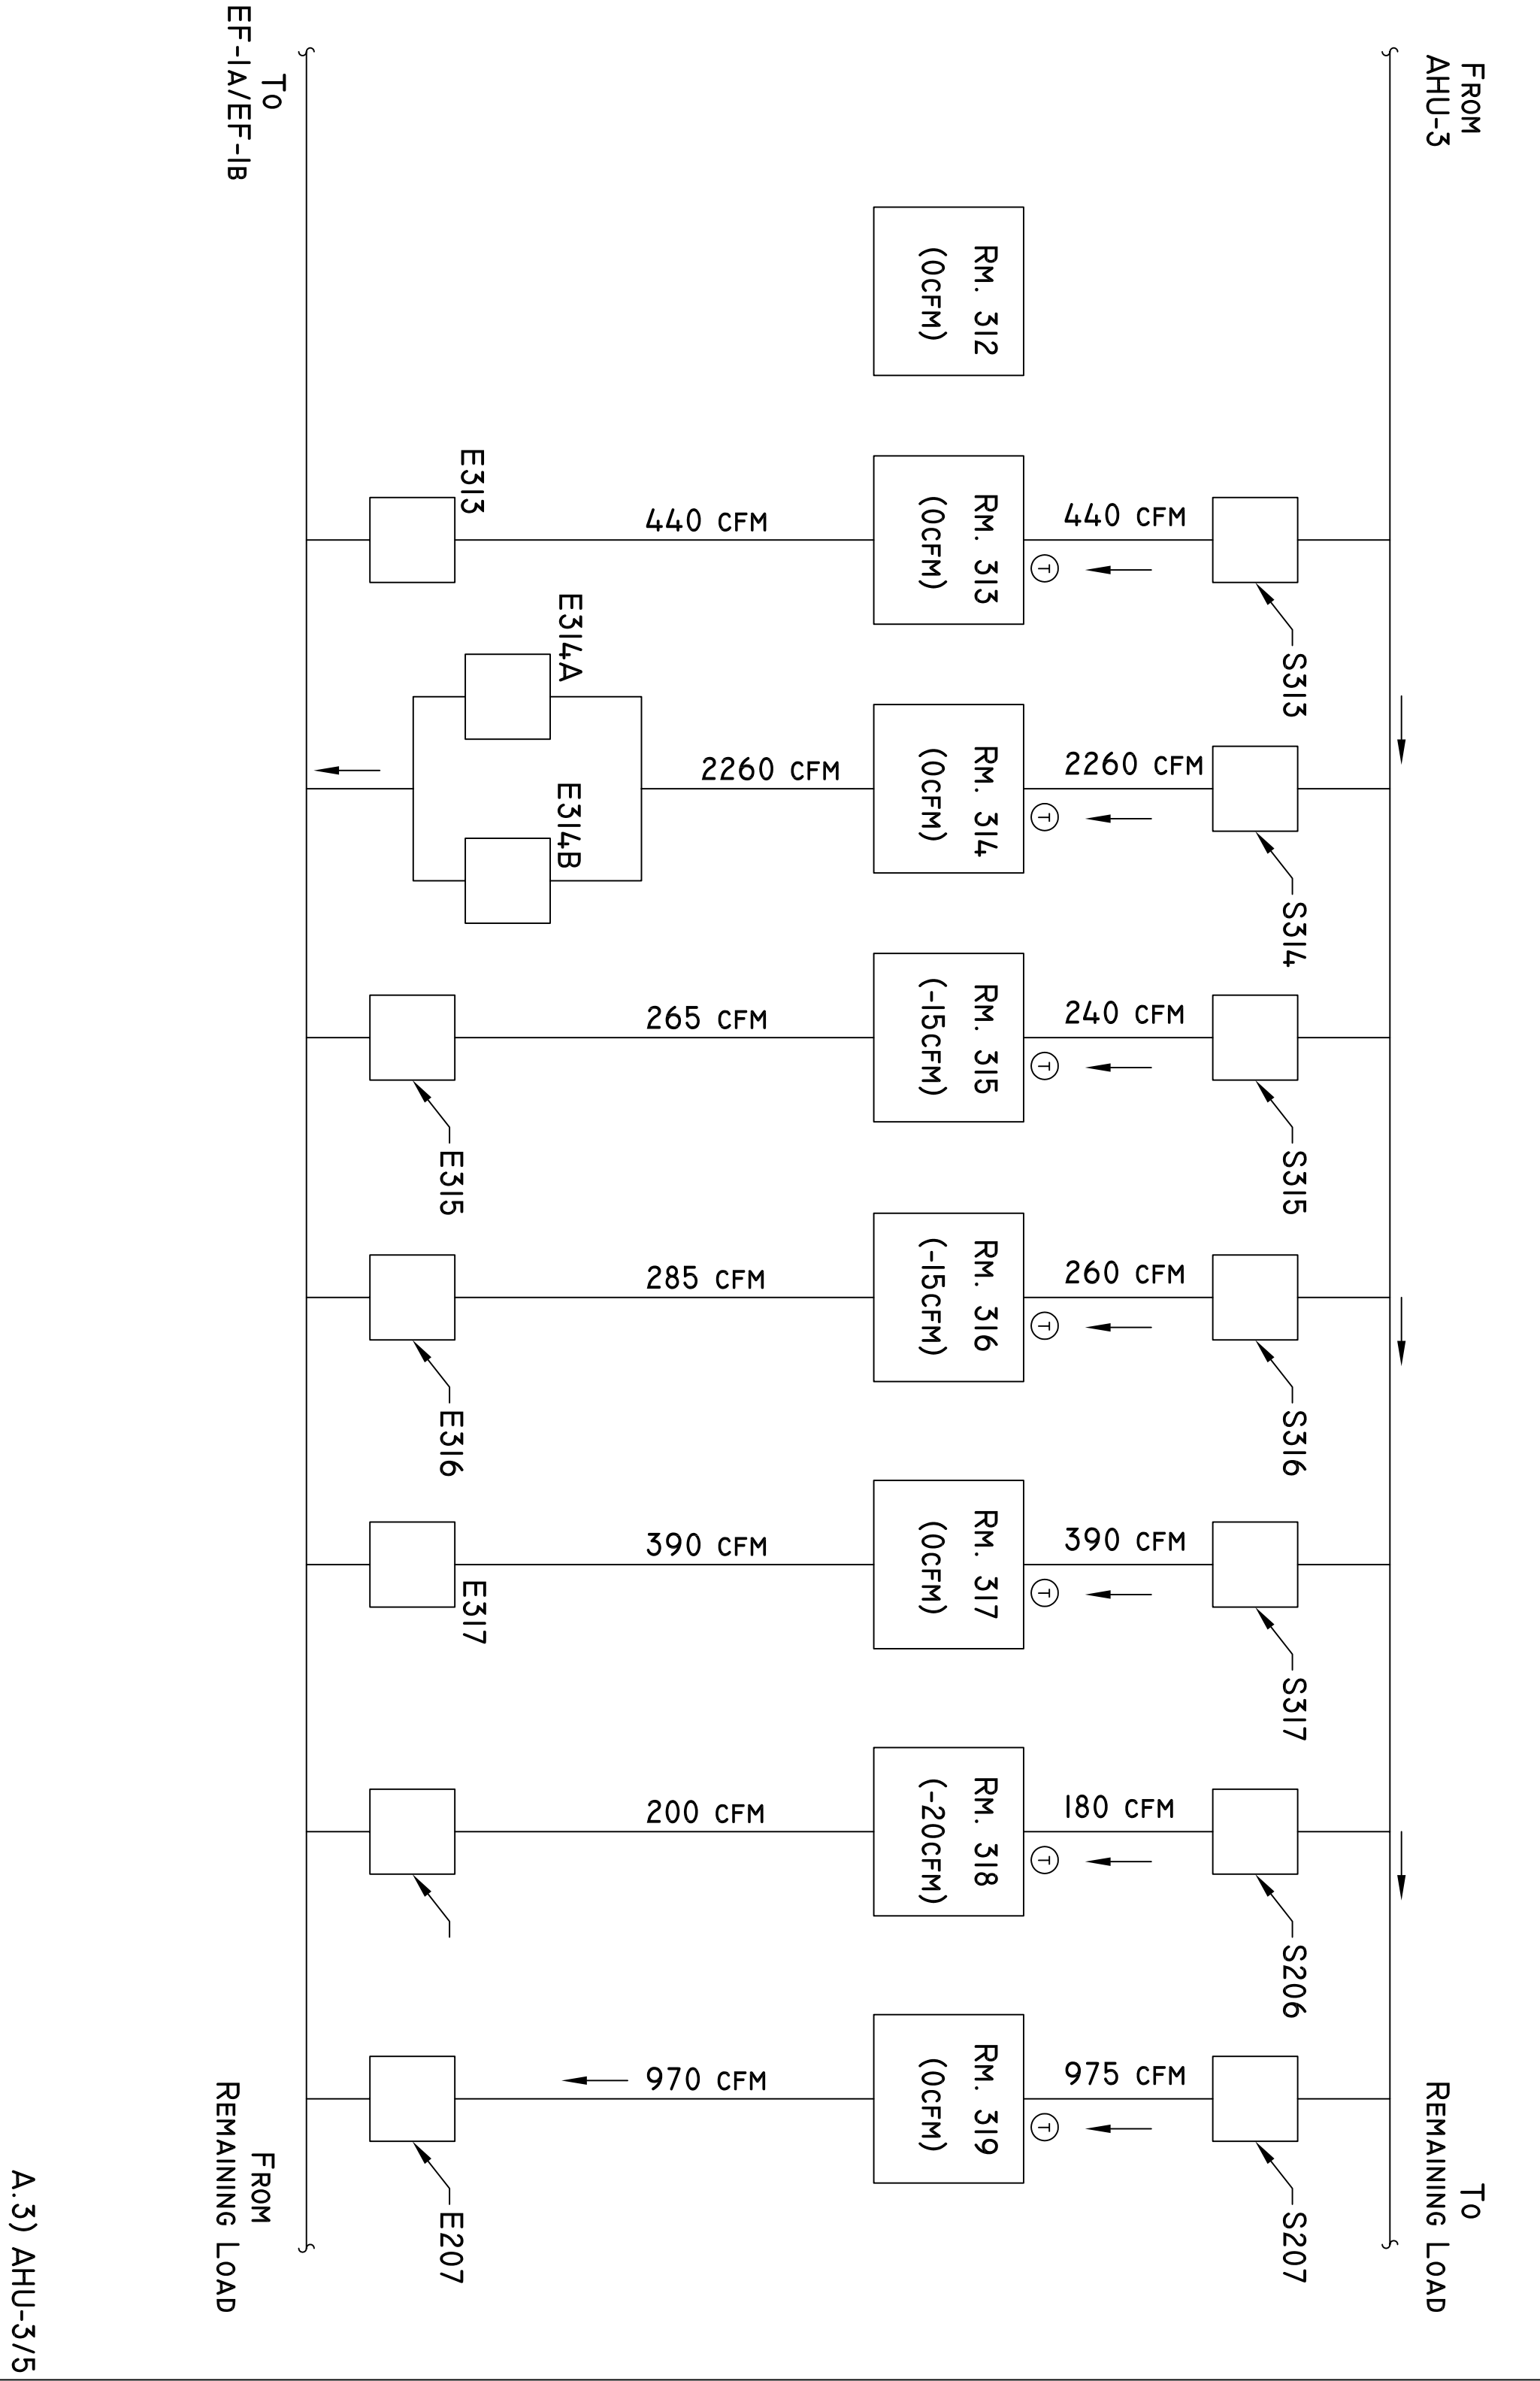 From
AHU-3
To
Remaining Load
S313
S314
S315
S316
S317
S206
S207
440 cfm
2260 cfm
240 cfm
260 cfm
390 cfm
180 cfm
975 cfm
T
T
T
T
T
T
T
Rm. 312
(0cfm)
Rm. 313
(0cfm)
Rm. 314
(0cfm)
Rm. 315
(-15cfm)
Rm. 316
(-15cfm)
Rm. 317
(0cfm)
Rm. 318
(-20cfm)
Rm. 319
(0cfm)
440 cfm
2260 cfm
265 cfm
285 cfm
390 cfm
200 cfm
970 cfm
E313
E314A
E314B
E315
E316
E317
E207
To
EF-1A/EF-1B
From
Remaining Load
A.3) AHU-3/5